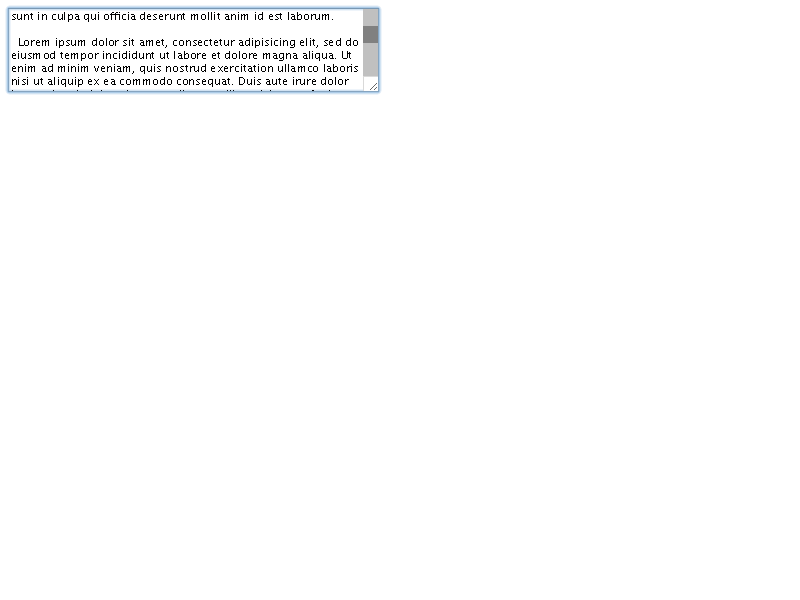 sunt in culpa qui officia deserunt mollit anim id est laborum.
Lorem ipsum dolor sit amet, consectetur adipisicing elit, sed do
eiusmod tempor incididunt ut labore et dolore magna aliqua. Ut
enim ad minim veniam, quis nostrud exercitation ullamco laboris
nisi ut aliquip ex ea commodo consequat. Duis aute irure dolor